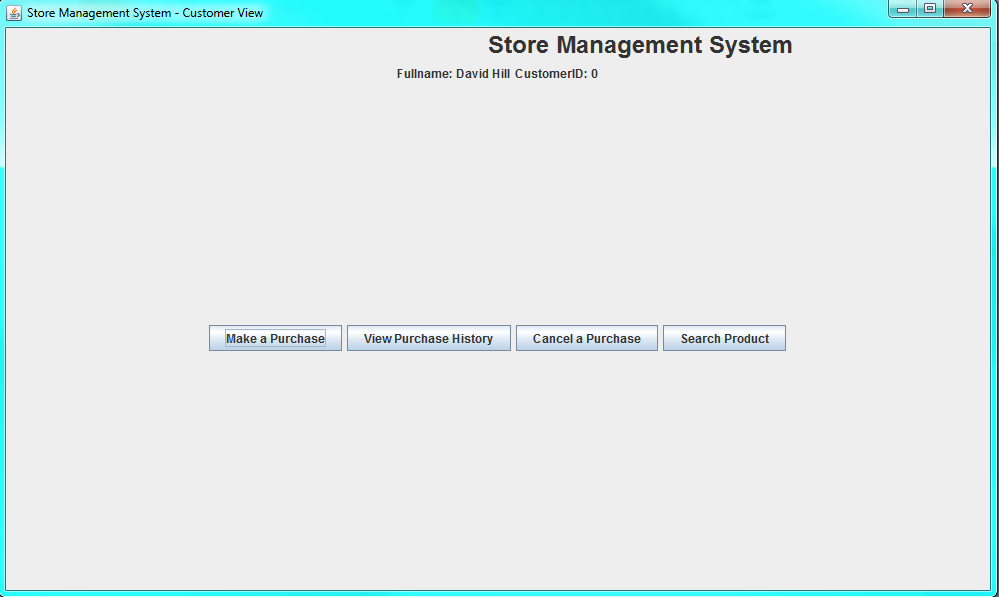 Store Management System - Customer View
Store Management System
Fullname: David Hill CustomerID: 0
Make a Purchase View Purchase History Cancel a Purchase Search Product